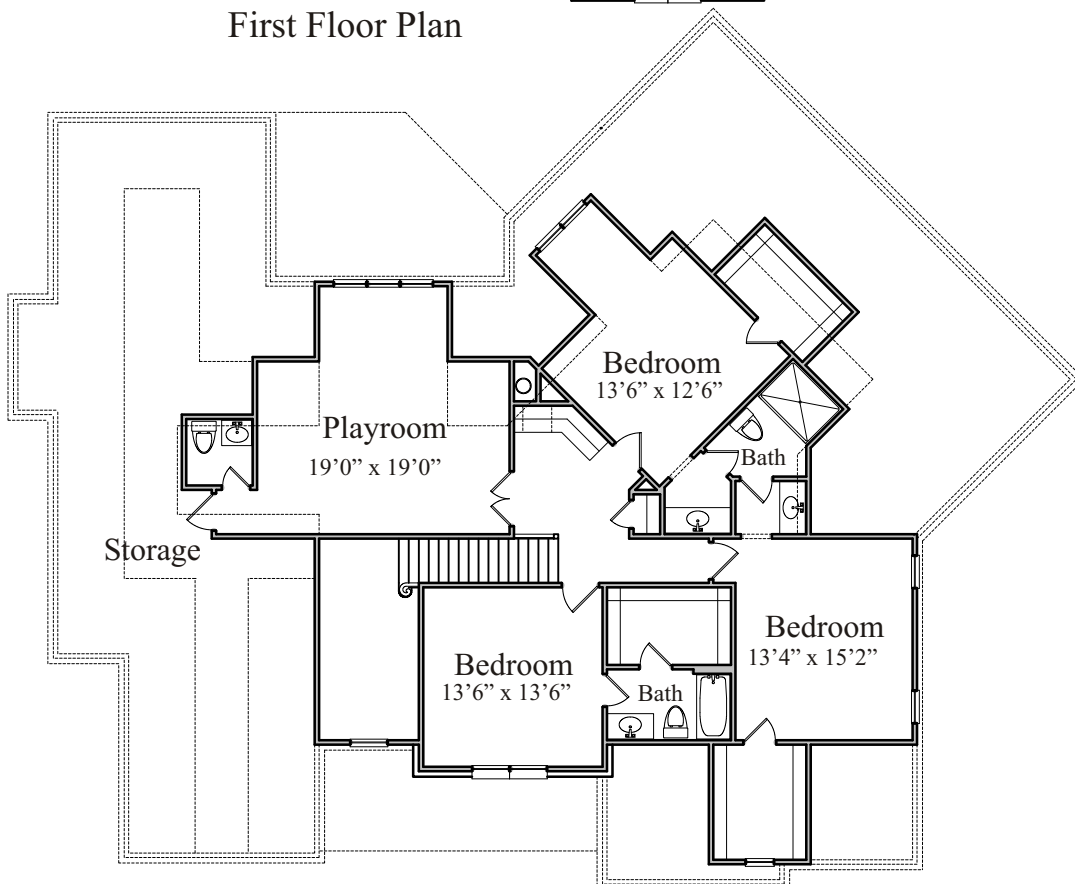 First Floor Plan
Bedroom
13’6” x 12’6”
Playroom
19’0” x 19’0”
Bath
Storage
Bedroom
13’4” x 15’2”
Bedroom
13’6” x 13’6”
Bath